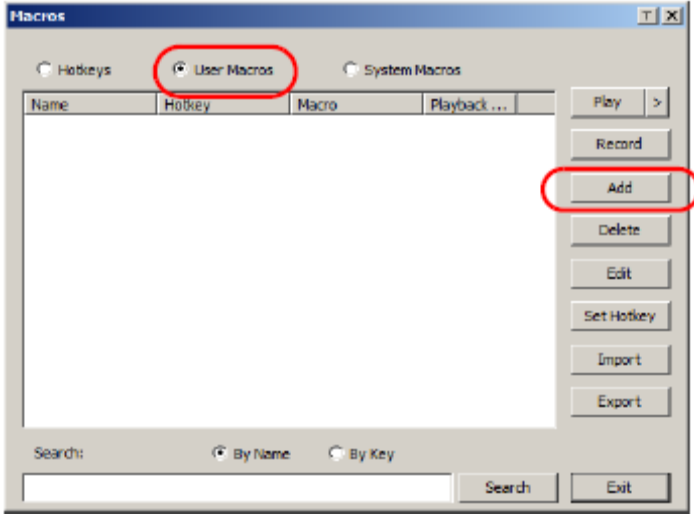 Macros
Hotkeys User Macros System Macros
Name Hotkey Macro Playback ... Play >
Record
Add
Delete
Edit
Set Hotkey
Import
Export
Search: By Name By Key
Search Exit